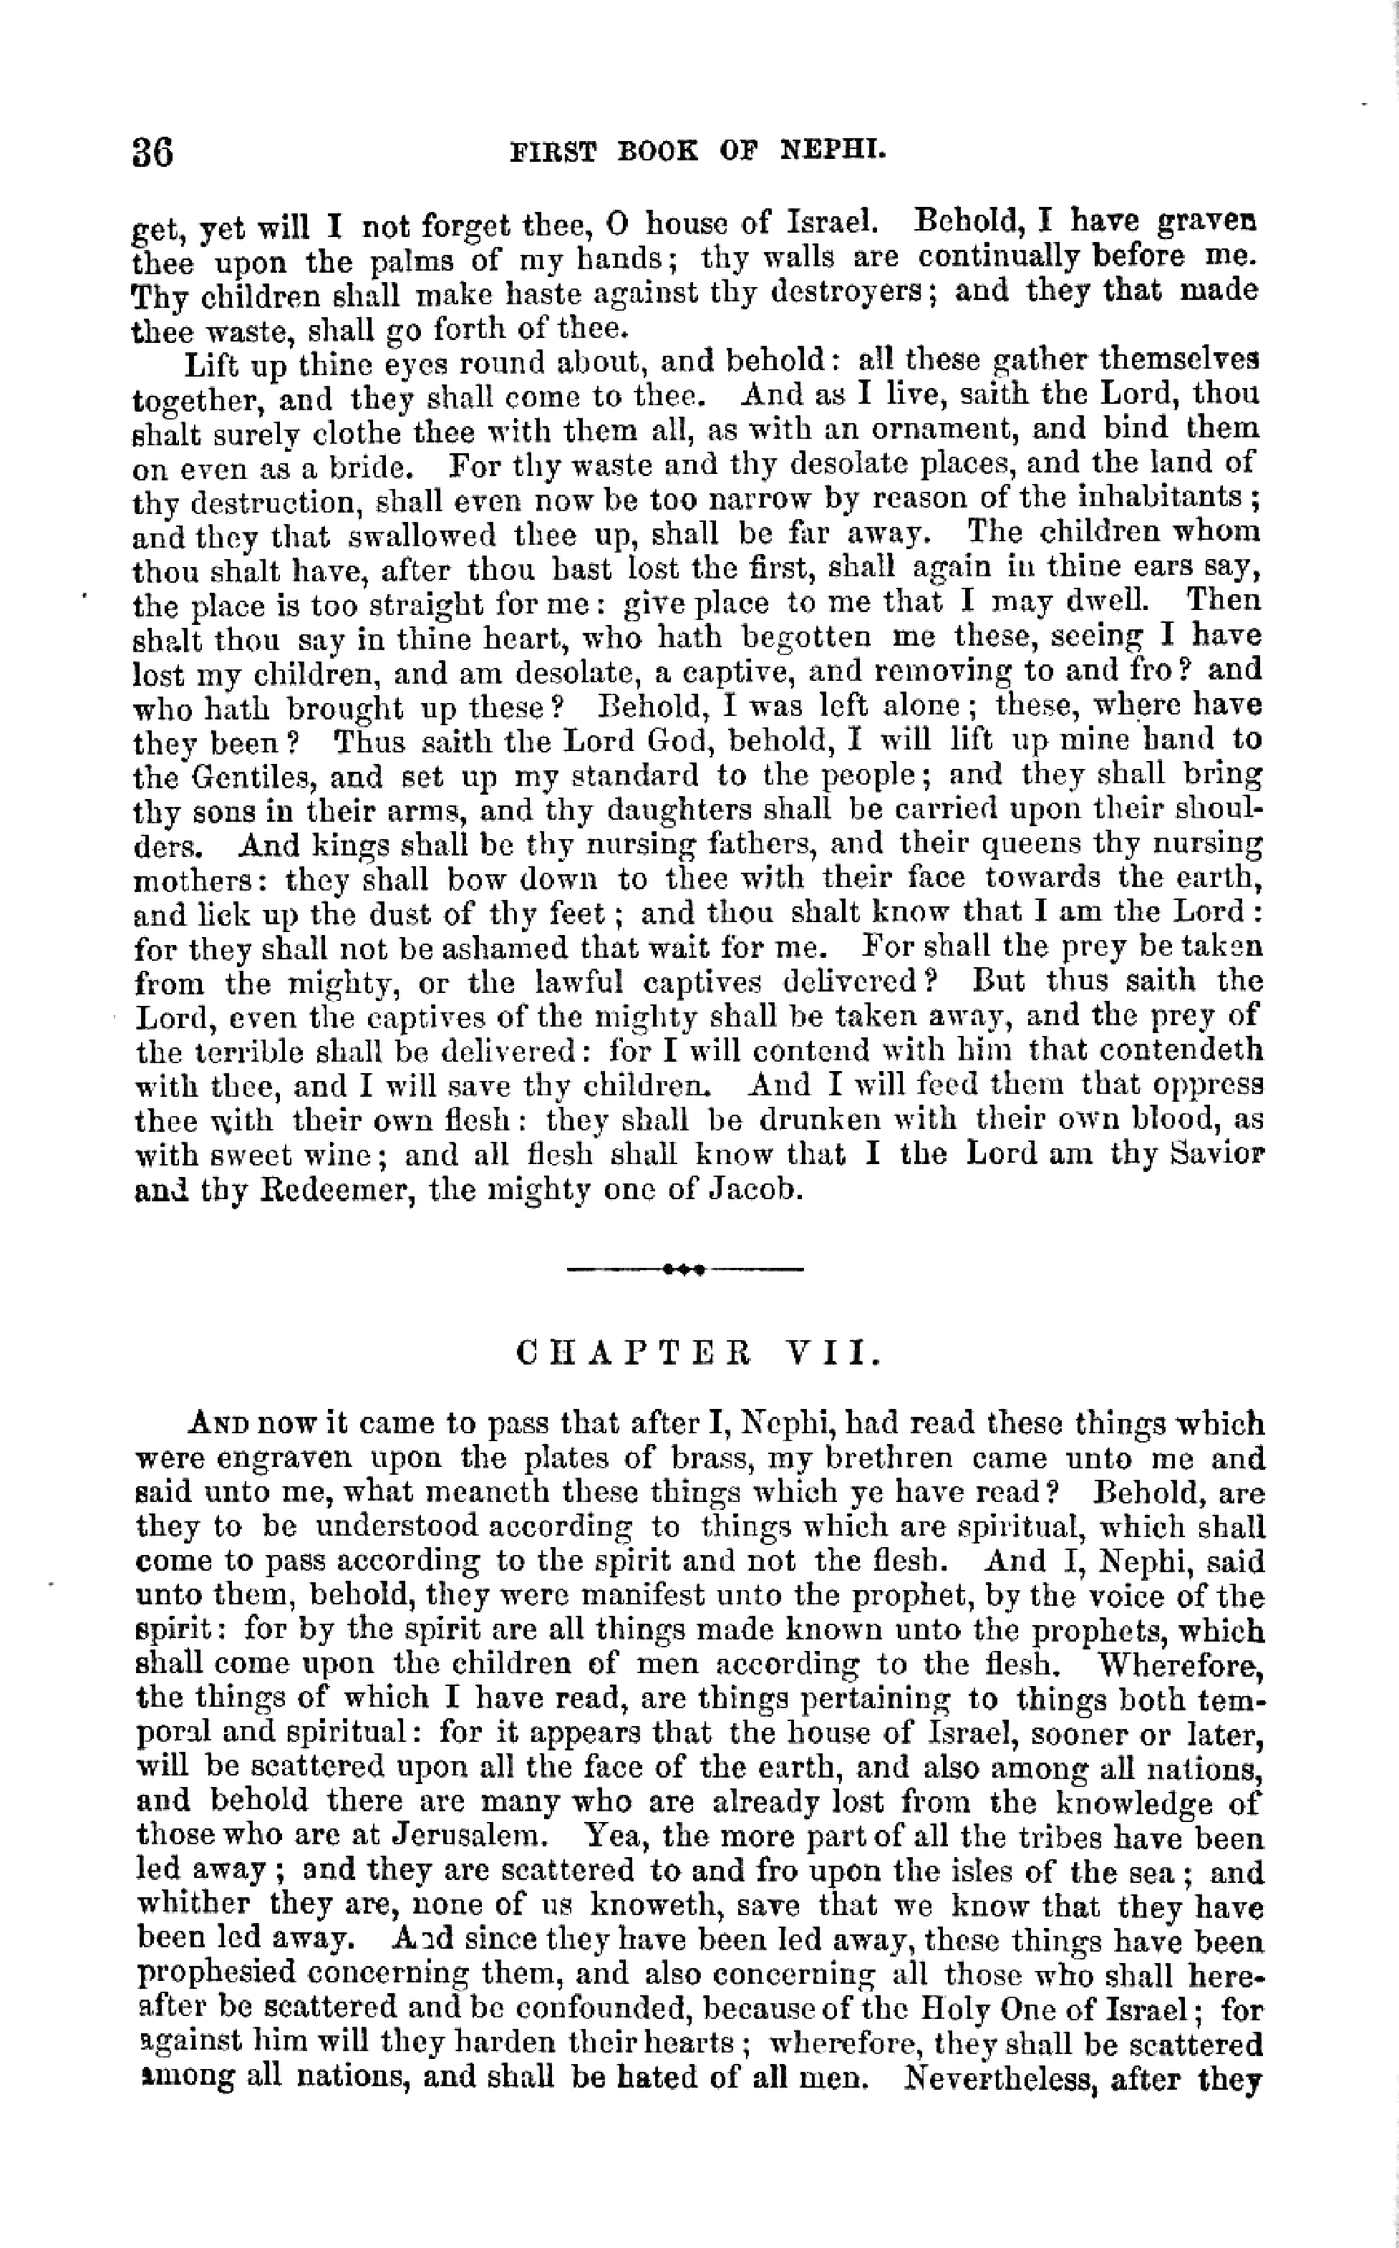 36 FIRST BOOK OF NEPHI.
get, yet will I not forget thee, O house of Israel. Behold, I have graven
thee upon the palms of my hands; thy walls are continually before me.
Thy children shall make haste against thy destroyers; and they that made
thee waste, shall go forth of thee.
Lift up thine eyes round about, and behold: all these gather themselves
together, and they shall come to thee. And as I live, saith the Lord, thou
shalt surely clothe thee with them all, as with an ornament, and bind them
on even as a bride. For thy waste and thy desolate places, and the land of
thy destruction, shall even now be too narrow by reason of the inhabitants;
and they that swallowed thee up, shall be far away. The children whom
thou shalt have, after thou hast lost the first, shall again in thine ears say,
the place is too straight for me: give place to me that I may dwell. Then
shalt thou say in thine heart, who hath begotten me these, seeing I have
lost my children, and am desolate, a captive, and removing to and fro? and
who hath brought up these? Behold, I was left alone; these, where have
they been? Thus saith the Lord God, behold, I will lift up mine hand to
the Gentiles, and set up my standard to the people; and they shall bring
thy sons in their arms, and thy daughters shall be carried upon their shoul-
ders. And kings shall be thy nursing fathers, and their queens thy nursing
mothers: they shall bow down to thee with their face towards the earth,
and lick up the dust of thy feet; and thou shalt know that I am the Lord:
for they shall not be ashamed that wait for me. For shall the prey be taken
from the mighty, or the lawful captives delivered? But thus saith the
Lord, even the captives of the mighty shall be taken away, and the prey of
the terrible shall be delivered: for I will contend with him that contendeth
with thee, and I will save thy children. And I will feed them that oppress
thee with their own flesh: they shall be drunken with their own blood, as
with sweet wine; and all flesh shall know that I the Lord am thy Savior
and thy Redeemer, the mighty one of Jacob.
CHAPTER VII.
AND now it came to pass that after I, Nephi, had read these things which
were engraven upon the plates of brass, my brethren came unto me and
said unto me, what meaneth these things which ye have read? Behold, are
they to be understood according to things which are spiritual, which shall
come to pass according to the spirit and not the flesh. And I, Nephi, said
unto them, behold, they were manifest unto the prophet, by the voice of the
spirit: for by the spirit are all things made known unto the prophets, which
shall come upon the children of men according to the flesh. Wherefore,
the things of which I have read, are things pertaining to things both tem-
poral and spiritual: for it appears that the house of Israel, sooner or later,
will be scattered upon all the face of the earth, and also among all nations,
and behold there are many who are already lost from the knowledge of
those who are at Jerusalem. Yea, the more part of all the tribes have been
led away; and they are scattered to and fro upon the isles of the sea; and
whither they are, none of us knoweth, save that we know that they have
been led away. And since they have been led away, these things have been
prophesied concerning them, and also concerning all those who shall here-
after be scattered and be confounded, because of the Holy One of Israel; for
against him will they harden their hearts; wherefore, they shall be scattered
among all nations, and shall be hated of all men. Nevertheless, after they